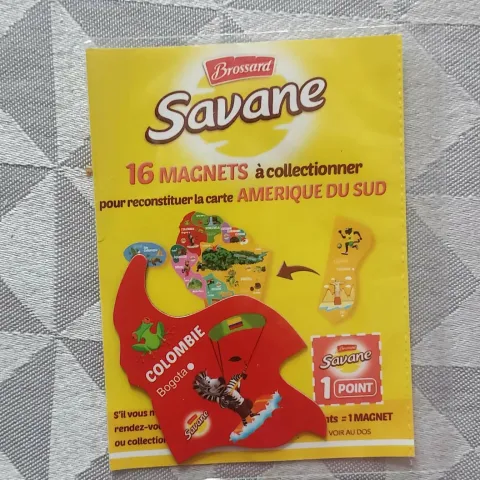 Brossard
Savane
16 MAGNETS à collectionner
pour reconstituer la carte AMERIQUE DU SUD
COLOMBIE
Bogota
Savane
Brossard
Savane
1 POINT
S'il vous m
rendez-vou
ou collection
nts = 1 MAGNET
VOIR AU DOS